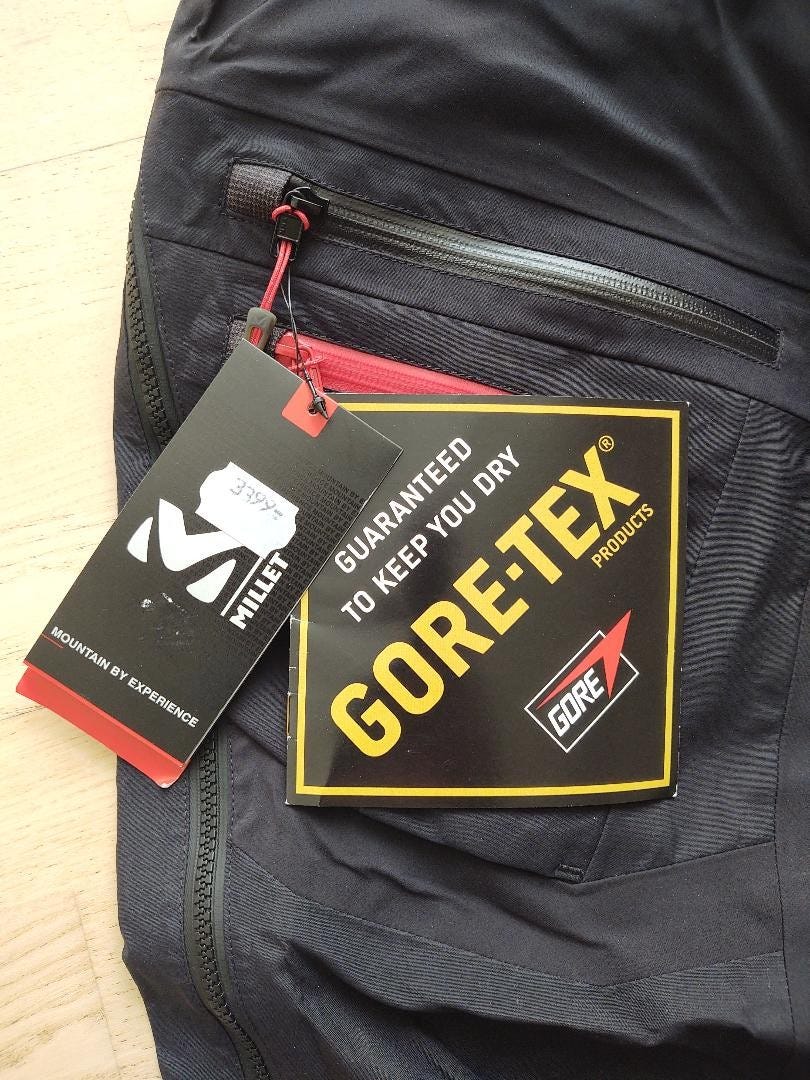 3399:-
MILLET
MOUNTAIN BY EXPERIENCE
GUARANTEED
TO KEEP YOU DRY
GORE-TEX®
PRODUCTS
GORE